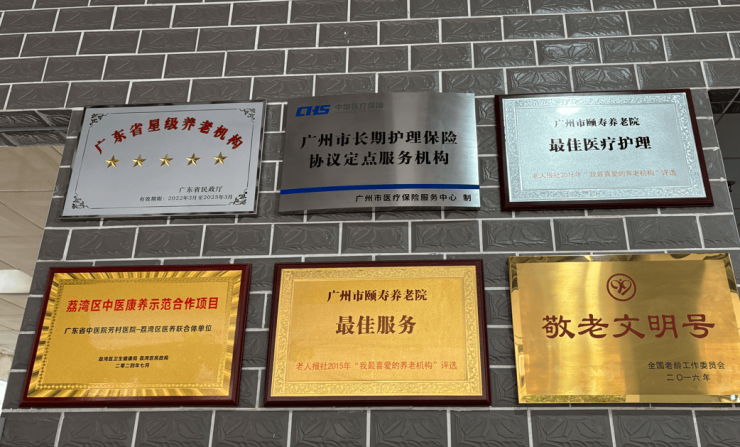 广东省星级养老机构
广东省民政厅
有效期限：2022年3月至2025年3月
CHS 中国医疗保障
广州市长期护理保险
协议定点服务机构
广州市医疗保险服务中心 制
广州市颐寿养老院
最佳医疗护理
老人报社2015年“我最喜爱的养老机构”评选
荔湾区中医康养示范合作项目
广东省中医院芳村医院-荔湾区医养联合体单位
荔湾区卫生健康局 荔湾区民政局
二零二四年七月
广州市颐寿养老院
最佳服务
老人报社2015年“我最喜爱的养老机构”评选
敬老文明号
全国老龄工作委员会
二〇一六年